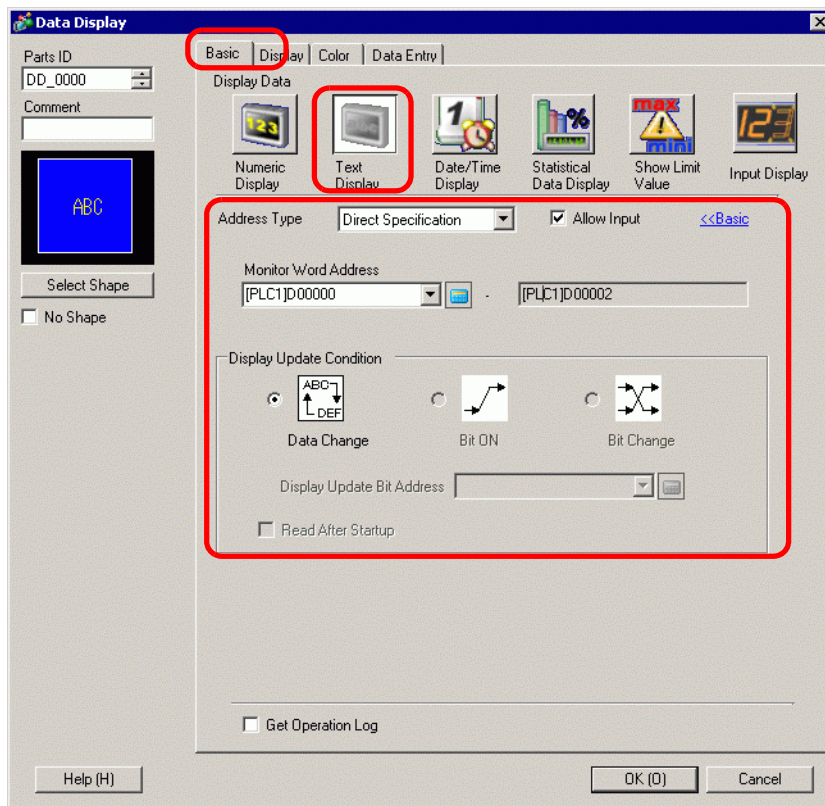 Data Display
Parts ID
DD_0000
Comment
ABC
Select Shape
No Shape
Basic Display Color Data Entry
Display Data
Numeric Display
Text Display
Date/Time Display
Statistical Data Display
Show Limit Value
Input Display
Address Type Direct Specification Allow Input <<Basic
Monitor Word Address
[PLC1]D00000 - [PLC1]D00002
Display Update Condition
ABC
DEF
Data Change Bit ON Bit Change
Display Update Bit Address
Read After Startup
Get Operation Log
Help (H) OK (O) Cancel